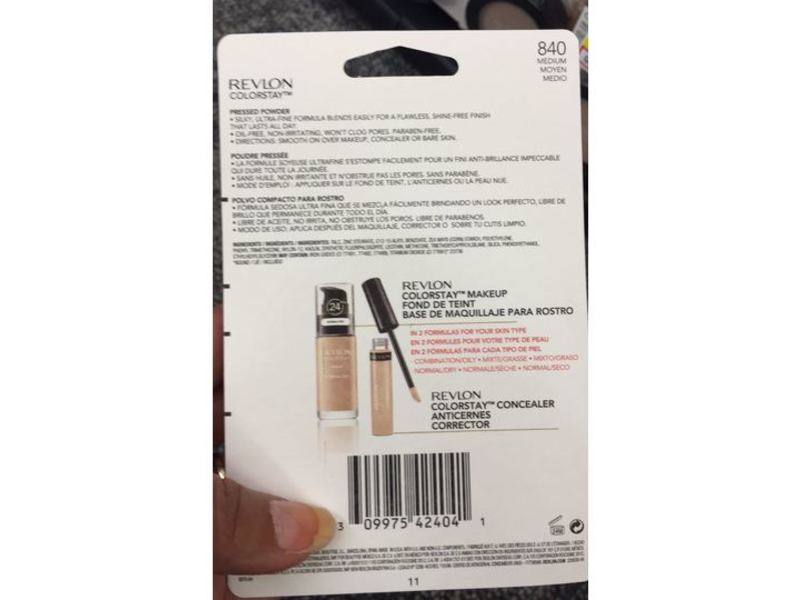 840
MEDIUM
MOYEN
MEDIO
REVLON
COLORSTAY™
PRESSED POWDER
• SILKY, ULTRA-FINE FORMULA BLENDS EASILY FOR A FLAWLESS, SHINE-FREE FINISH
THAT LASTS ALL DAY.
• OIL-FREE, NON-IRRITATING, WON'T CLOG PORES. PARABEN-FREE.
• DIRECTIONS: SMOOTH ON OVER MAKEUP, CONCEALER OR BARE SKIN.
POUDRE PRESSÉE
• LA FORMULE SOYEUSE ULTRAFINE S'ESTOMPE FACILEMENT POUR UN FINI ANTI-BRILLANCE IMPECCABLE
QUI DURE TOUTE LA JOURNÉE.
• SANS HUILE, NON IRRITANTE ET N'OBSTRUE PAS LES PORES. SANS PARABÈNE.
• MODE D'EMPLOI : APPLIQUER SUR LE FOND DE TEINT, L'ANTICERNES OU LA PEAU NUE.
POLVO COMPACTO PARA ROSTRO
• FÓRMULA SEDOSA ULTRA FINA QUE SE MEZCLA FÁCILMENTE BRINDANDO UN LOOK PERFECTO, LIBRE DE
BRILLO QUE PERMANECE DURANTE TODO EL DÍA.
• LIBRE DE ACEITE, NO IRRITA, NO OBSTRUYE LOS POROS. LIBRE DE PARABENOS.
• MODO DE USO: APLICA DESPUÉS DEL MAQUILLAJE, CORRECTOR O SOBRE TU CUTIS LIMPIO.
REVLON
COLORSTAY™ MAKEUP
FOND DE TEINT
BASE DE MAQUILLAJE PARA ROSTRO
24
IN 2 FORMULAS FOR YOUR SKIN TYPE
EN 2 FORMULES POUR VOTRE TYPE DE PEAU
EN 2 FÓRMULAS PARA CADA TIPO DE PIEL
COMBINATION/OILY • MIXTE/GRASSE • MIXTO/GRASO
NORMAL/DRY • NORMALE/SÈCHE • NORMAL/SECO
REVLON
REVLON
COLORSTAY™ CONCEALER
ANTICERNES
CORRECTOR
3 09975 42404 1
11